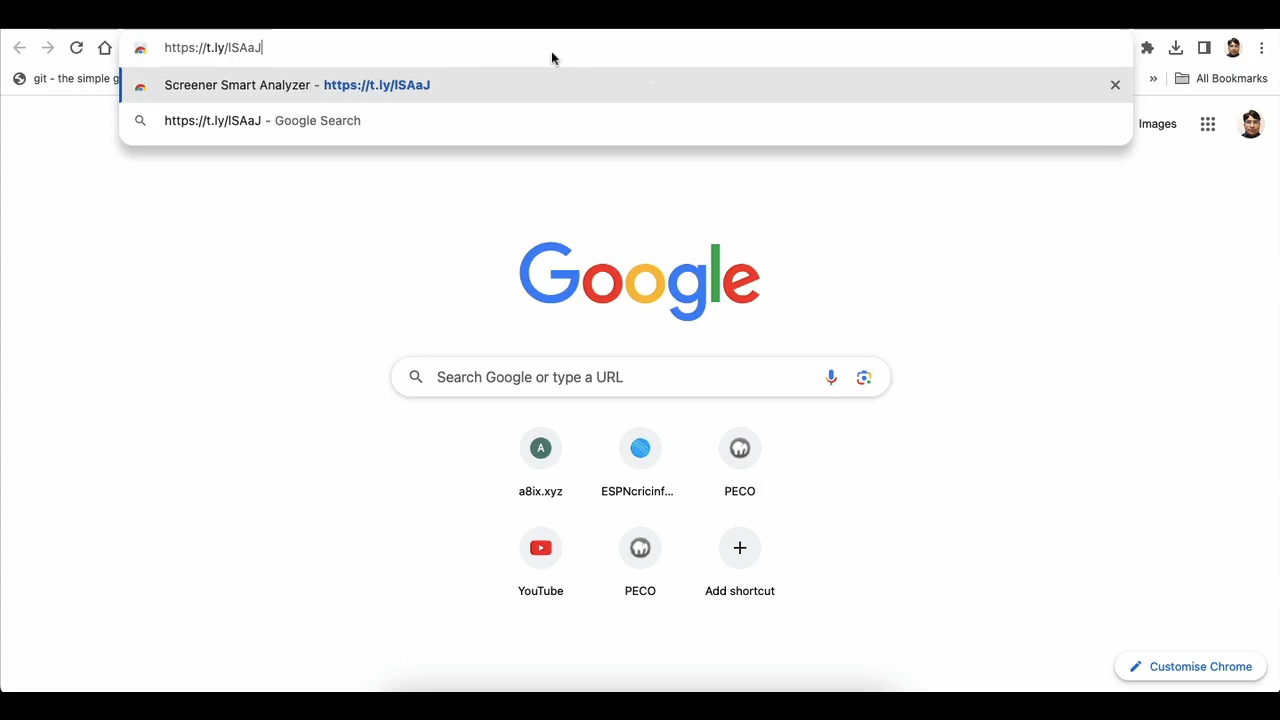 https://t.ly/lSAaJ
git - the simple g
»
All Bookmarks
Screener Smart Analyzer - https://t.ly/lSAaJ
https://t.ly/lSAaJ - Google Search
Images
Google
Search Google or type a URL
A
a8ix.xyz
ESPNcricinf...
PECO
YouTube
PECO
Add shortcut
Customise Chrome